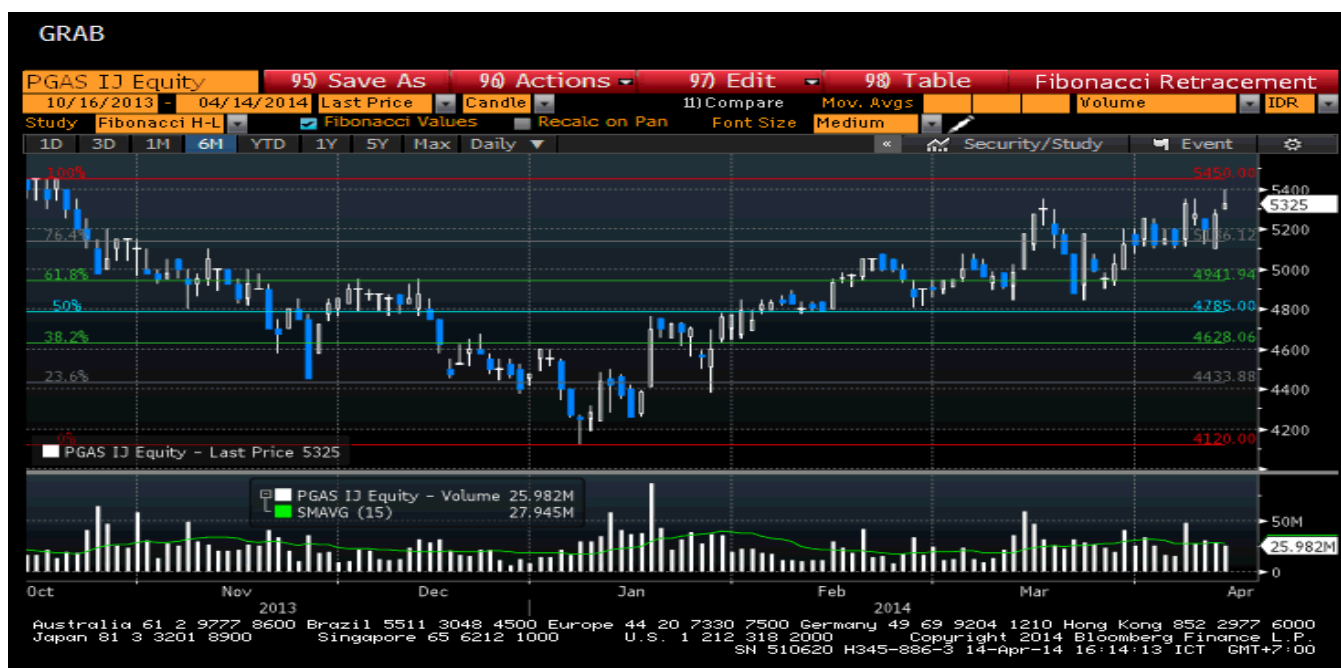 GRAB
PGAS IJ Equity 95) Save As 96) Actions 97) Edit 98) Table Fibonacci Retracement
10/16/2013 - 04/14/2014 Last Price Candle 11) Compare Mov. Avgs Volume IDR
Study Fibonacci H-L Fibonacci Values Recalc on Pan Font Size Medium
1D 3D 1M 6M YTD 1Y 5Y Max Daily « Security/Study Event
100% 5450.00
5400
5325
5200
76.4% 5136.12
5000
61.8% 4941.94
50% 4785.00
4800
38.2% 4628.06
4600
23.6% 4433.88
4400
4200
0% 4120.00
PGAS IJ Equity - Last Price 5325
PGAS IJ Equity - Volume 25.982M
SMAVG (15) 27.945M
50M
25.982M
0
Oct Nov Dec Jan Feb Mar Apr
2013 2014
Australia 61 2 9777 8600 Brazil 5511 3048 4500 Europe 44 20 7330 7500 Germany 49 69 9204 1210 Hong Kong 852 2977 6000
Japan 81 3 3201 8900 Singapore 65 6212 1000 U.S. 1 212 318 2000 Copyright 2014 Bloomberg Finance L.P.
SN 510620 H345-886-3 14-Apr-14 16:14:13 ICT GMT+7:00